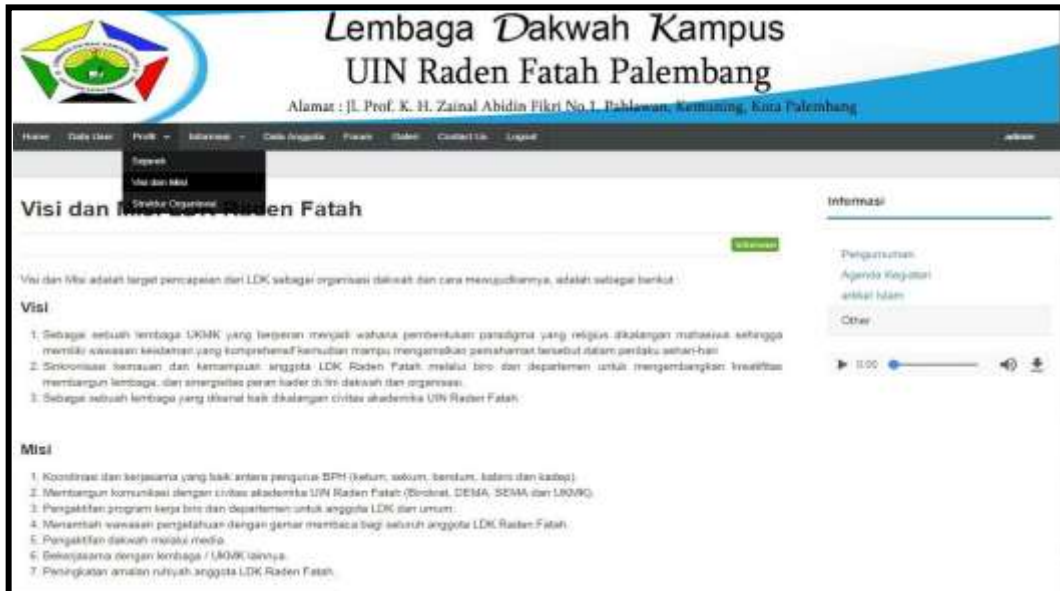 Lembaga Dakwah Kampus
UIN Raden Fatah Palembang
Alamat : Jl. Prof. K. H. Zainal Abidin Fikri No.1, Pahlawan, Kemuning, Kota Palembang
Home Data User Profil Informasi Data Anggota Forum Galeri Contact Us Logout admin
Sejarah
Visi dan Misi
Struktur Organisasi
Visi dan Misi LDK Raden Fatah
Informasi
Visi dan Misi adalah target pencapaian dari LDK sebagai organisasi dakwah dan cara mewujudkannya, adalah sebagai berikut :
Visi
1. Sebagai sebuah lembaga UKMK yang berperan menjadi wahana pembentukan paradigma yang religius dikalangan mahasiswa sehingga
memiliki wawasan keislaman yang komprehensif kemudian mampu mengamalkan pemahaman tersebut dalam perilaku sehari-hari
2. Sinkronisasi kemauan dan kemampuan anggota LDK Raden Fatah melalui biro dan departemen untuk mengembangkan kreatifitas
membangun lembaga, dan sinergisitas peran kader di lini dakwah dan organisasi.
3. Sebagai sebuah lembaga yang dikenal baik dikalangan civitas akademika UIN Raden Fatah.
Misi
1. Koordinasi dan kerjasama yang baik antara pengurus BPH (ketum, sekum, bendum, kabiro dan kadep).
2. Membangun komunikasi dengan civitas akademika UIN Raden Fatah (Birokrat, DEMA, SEMA dan UKMK).
3. Pengaktifan program kerja biro dan departemen untuk anggota LDK dan umum.
4. Menambah wawasan pengetahuan dengan gemar membaca bagi seluruh anggota LDK Raden Fatah.
5. Pengaktifan dakwah melalui media.
6. Bekerjasama dengan lembaga / UKMK lainnya.
7. Peningkatan amalan ruhiyah anggota LDK Raden Fatah.
Informasi
Pengumuman
Agenda Kegiatan
artikel Islam
Other
0:00